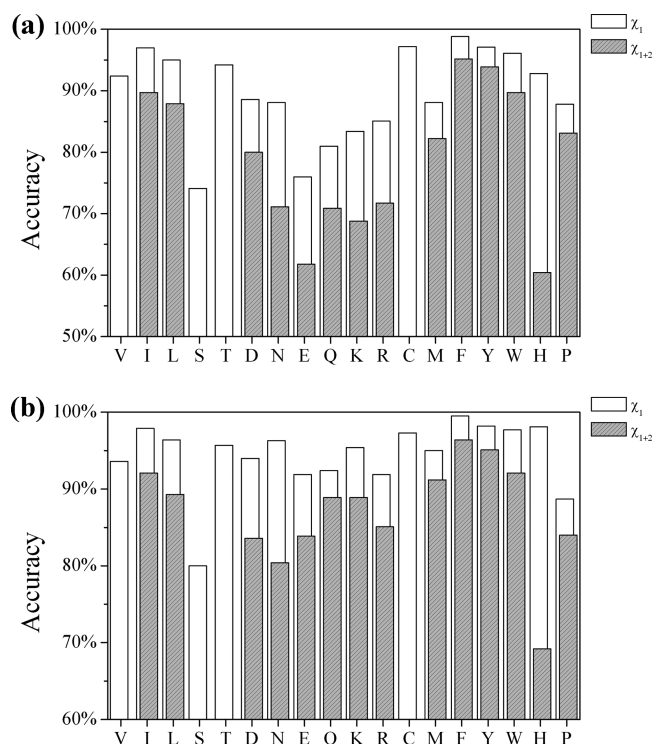 (a)
100%
90%
80%
70%
60%
50%
Accuracy
χ1
χ1+2
V I L S T D N E Q K R C M F Y W H P
(b)
100%
90%
80%
70%
60%
Accuracy
χ1
χ1+2
V I L S T D N E Q K R C M F Y W H P